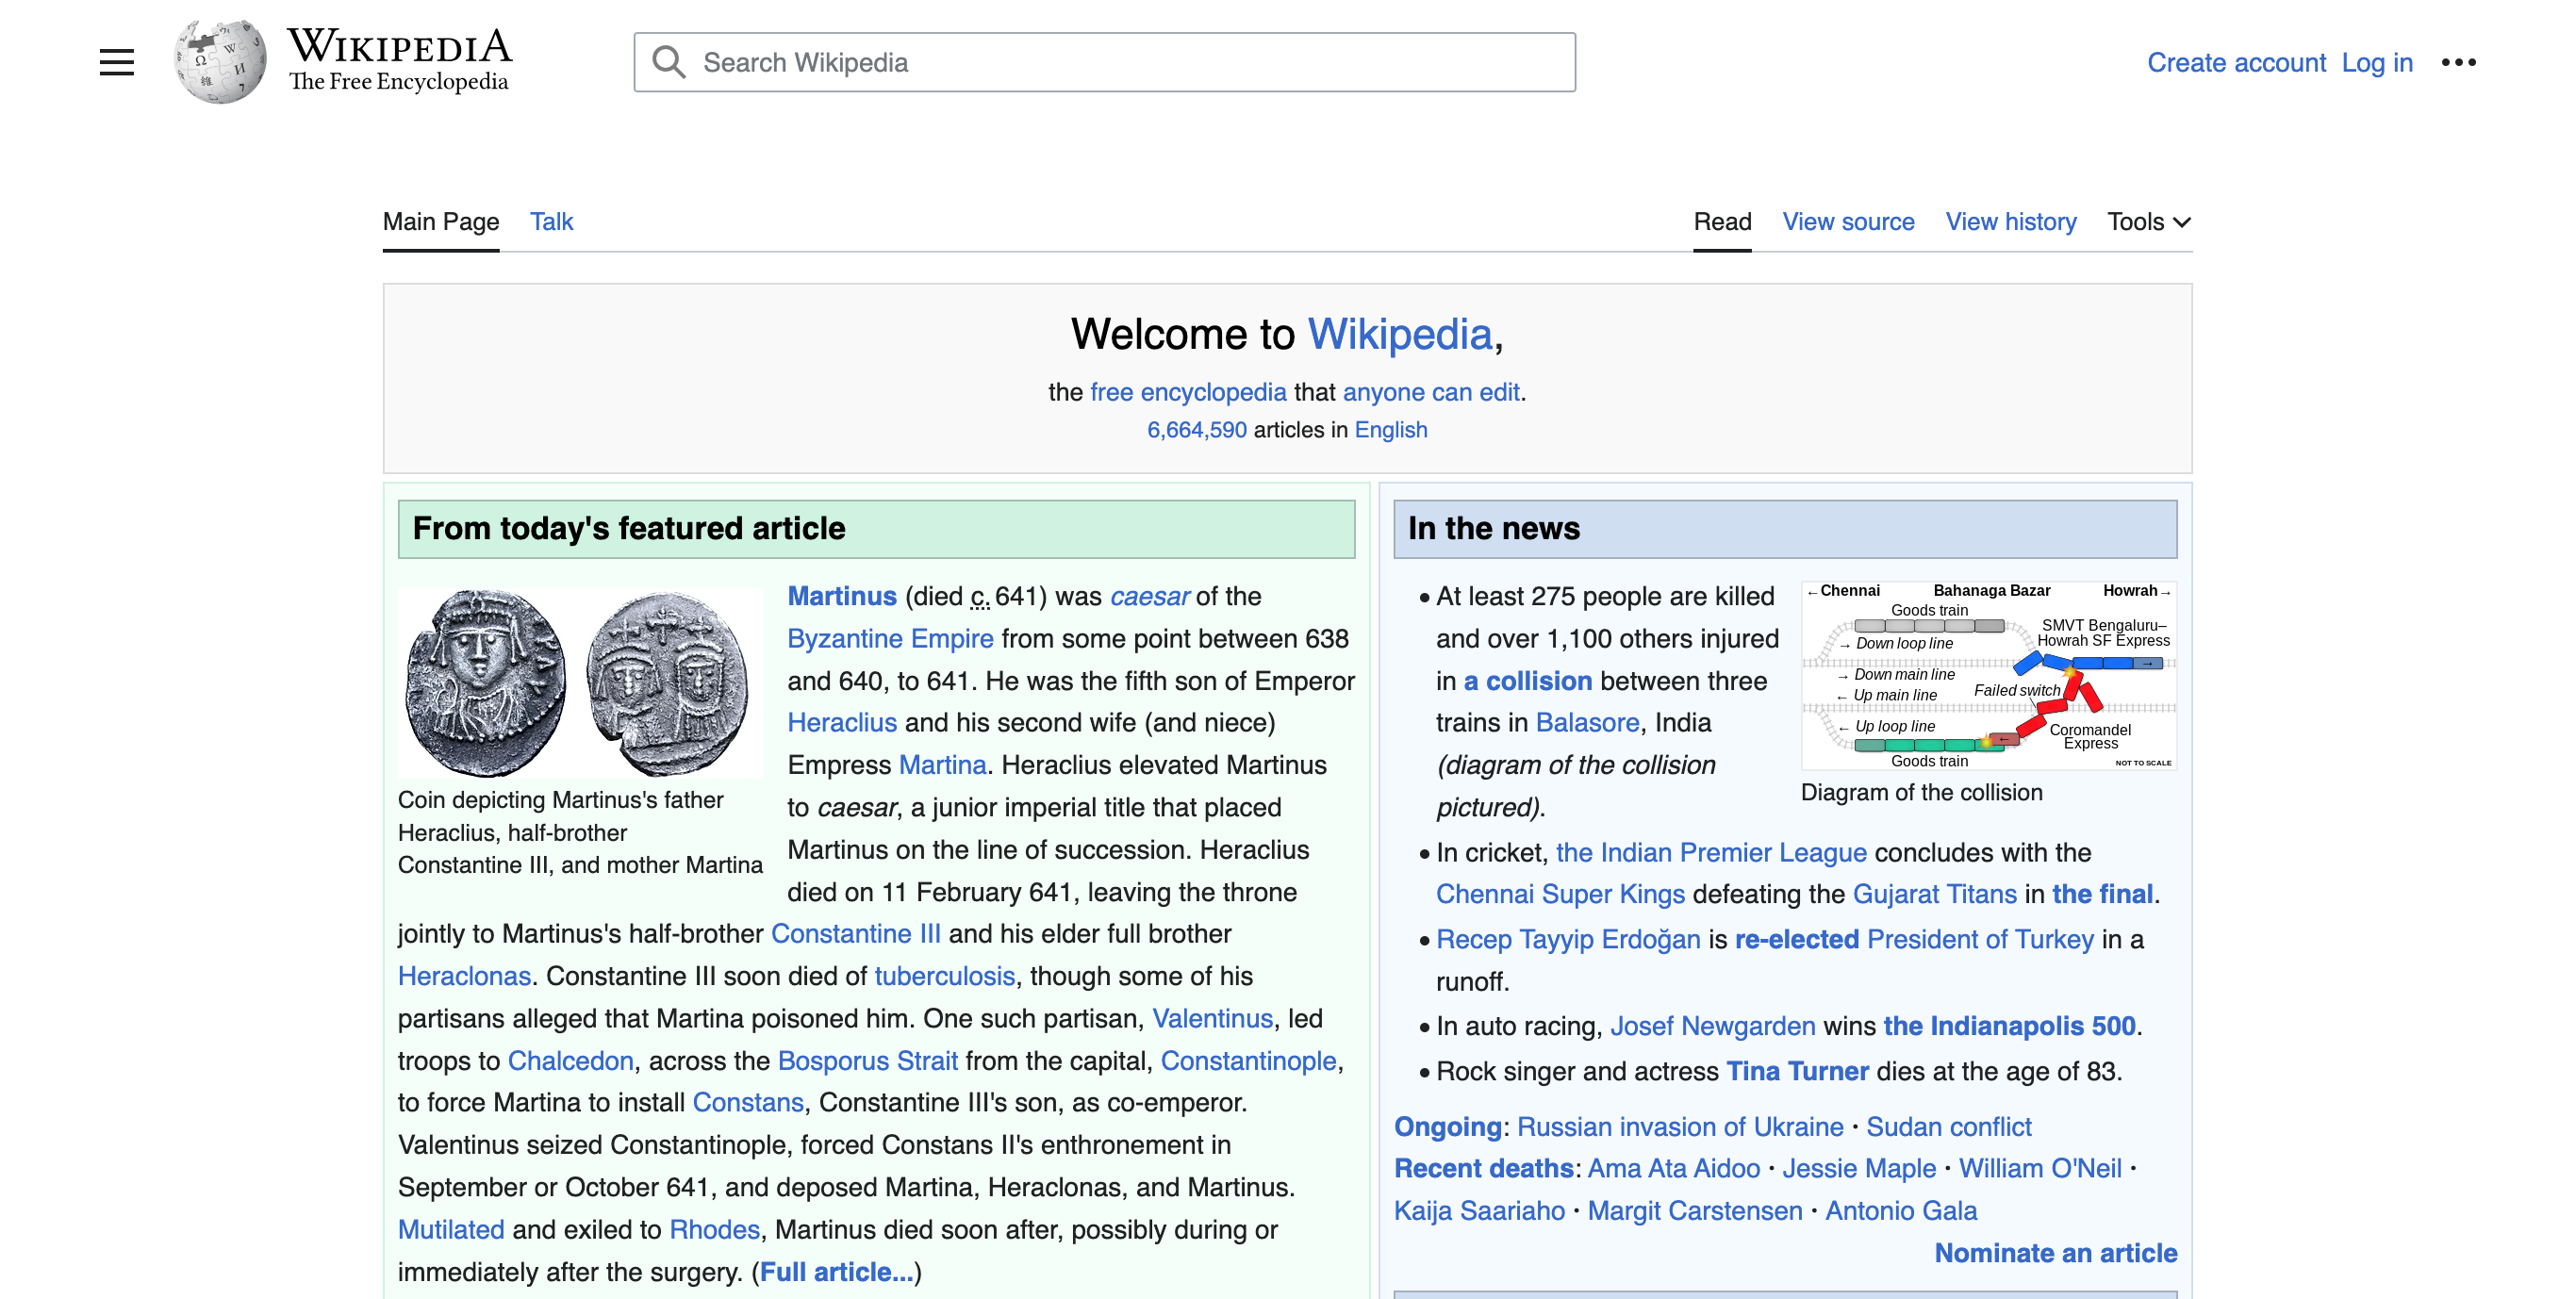 WIKIPEDIA
The Free Encyclopedia
Search Wikipedia
Create account Log in
Main Page Talk
Read View source View history Tools
Welcome to Wikipedia,
the free encyclopedia that anyone can edit.
6,664,590 articles in English
From today's featured article
Coin depicting Martinus's father
Heraclius, half-brother
Constantine III, and mother Martina
Martinus (died c. 641) was caesar of the
Byzantine Empire from some point between 638
and 640, to 641. He was the fifth son of Emperor
Heraclius and his second wife (and niece)
Empress Martina. Heraclius elevated Martinus
to caesar, a junior imperial title that placed
Martinus on the line of succession. Heraclius
died on 11 February 641, leaving the throne
jointly to Martinus's half-brother Constantine III and his elder full brother
Heraclonas. Constantine III soon died of tuberculosis, though some of his
partisans alleged that Martina poisoned him. One such partisan, Valentinus, led
troops to Chalcedon, across the Bosporus Strait from the capital, Constantinople,
to force Martina to install Constans, Constantine III's son, as co-emperor.
Valentinus seized Constantinople, forced Constans II's enthronement in
September or October 641, and deposed Martina, Heraclonas, and Martinus.
Mutilated and exiled to Rhodes, Martinus died soon after, possibly during or
immediately after the surgery. (Full article...)
In the news
←Chennai Bahanaga Bazar Howrah→
Goods train
SMVT Bengaluru–
Howrah SF Express
→ Down loop line
→ Down main line
← Up main line
Failed switch
← Up loop line
Coromandel
Express
Goods train
NOT TO SCALE
Diagram of the collision
• At least 275 people are killed
and over 1,100 others injured
in a collision between three
trains in Balasore, India
(diagram of the collision
pictured).
• In cricket, the Indian Premier League concludes with the
Chennai Super Kings defeating the Gujarat Titans in the final.
• Recep Tayyip Erdoğan is re-elected President of Turkey in a
runoff.
• In auto racing, Josef Newgarden wins the Indianapolis 500.
• Rock singer and actress Tina Turner dies at the age of 83.
Ongoing: Russian invasion of Ukraine · Sudan conflict
Recent deaths: Ama Ata Aidoo · Jessie Maple · William O'Neil ·
Kaija Saariaho · Margit Carstensen · Antonio Gala
Nominate an article